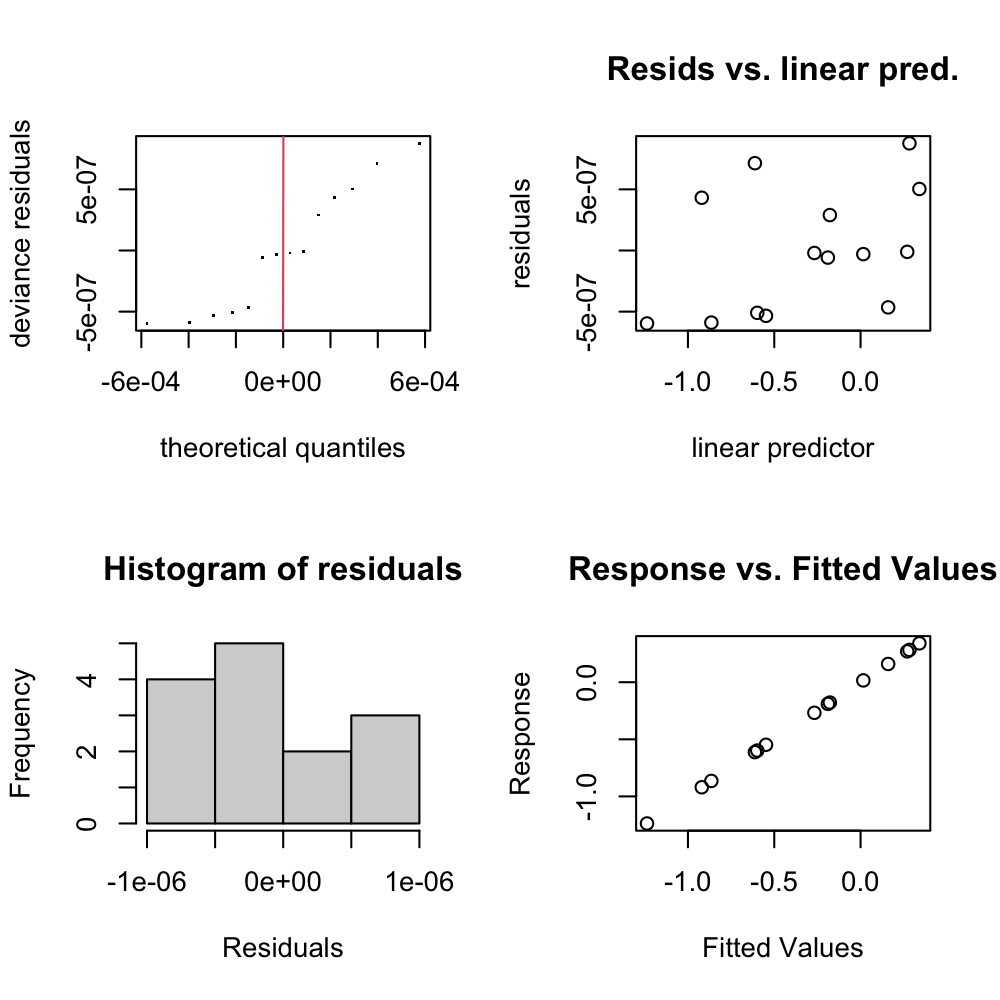 deviance residuals
5e-07
-5e-07
-6e-04 0e+00 6e-04
theoretical quantiles
Resids vs. linear pred.
residuals
5e-07
-5e-07
-1.0 -0.5 0.0
linear predictor
Histogram of residuals
Frequency
4
2
0
-1e-06 0e+00 1e-06
Residuals
Response vs. Fitted Values
Response
0.0
-1.0
-1.0 -0.5 0.0
Fitted Values